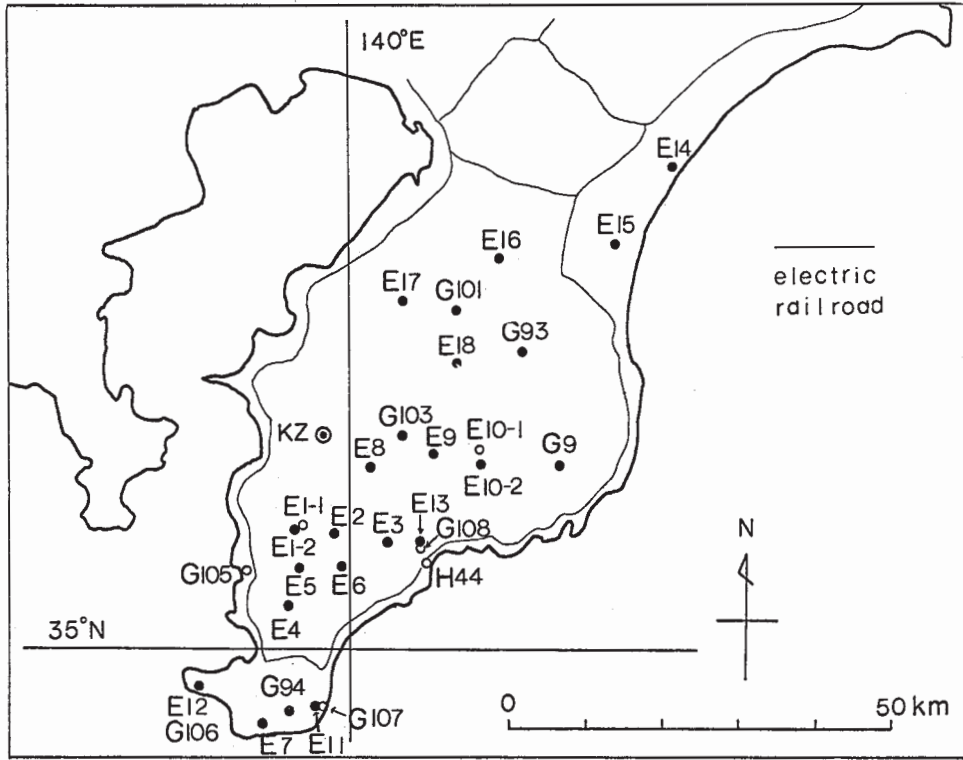 140°E
E14
E15
E16
electric
railroad
E17
G101
G93
E18
KZ
G103
E10-1
E9
G9
E8
E10-2
E13
E1-1
E2
E3
G108
N
E1-2
G105
H44
E5
E6
E4
35°N
G94
0
50 km
E12
G107
G106
E7
E11